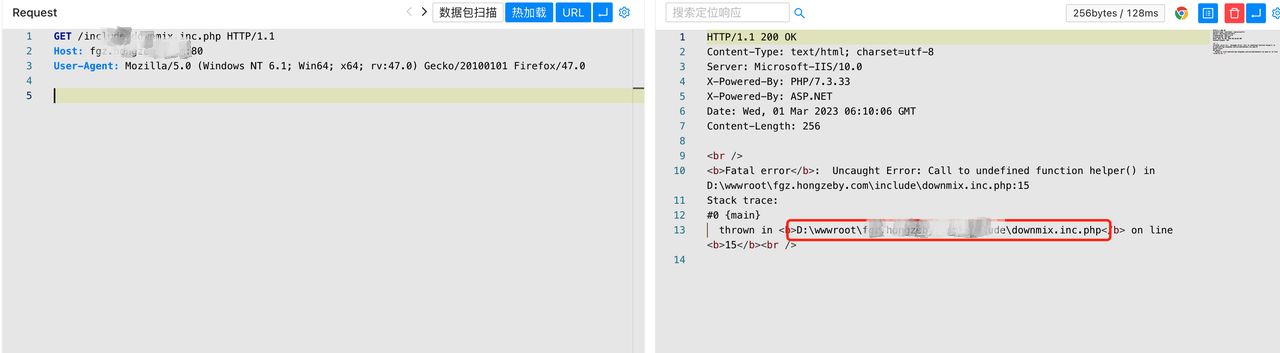 Request
数据包扫描 热加载 URL
搜索定位响应
256bytes / 128ms
1 GET /inc downmix.inc.php HTTP/1.1
2 Host: fgz. :80
3 User-Agent: Mozilla/5.0 (Windows NT 6.1; Win64; x64; rv:47.0) Gecko/20100101 Firefox/47.0
4
5
1 HTTP/1.1 200 OK
2 Content-Type: text/html; charset=utf-8
3 Server: Microsoft-IIS/10.0
4 X-Powered-By: PHP/7.3.33
5 X-Powered-By: ASP.NET
6 Date: Wed, 01 Mar 2023 06:10:06 GMT
7 Content-Length: 256
8
9 <br />
10 <b>Fatal error</b>:  Uncaught Error: Call to undefined function helper() in
D:\wwwroot\fgz.hongzeby.com\include\downmix.inc.php:15
11 Stack trace:
12 #0 {main}
13 thrown in <b>D:\wwwroot\ \downmix.inc.php</b> on line
<b>15</b><br />
14